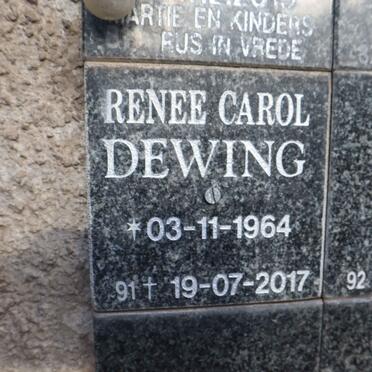 MARTIE EN KINDERS
RUS IN VREDE
RENEE CAROL
DEWING
*03-11-1964
91 † 19-07-2017
92